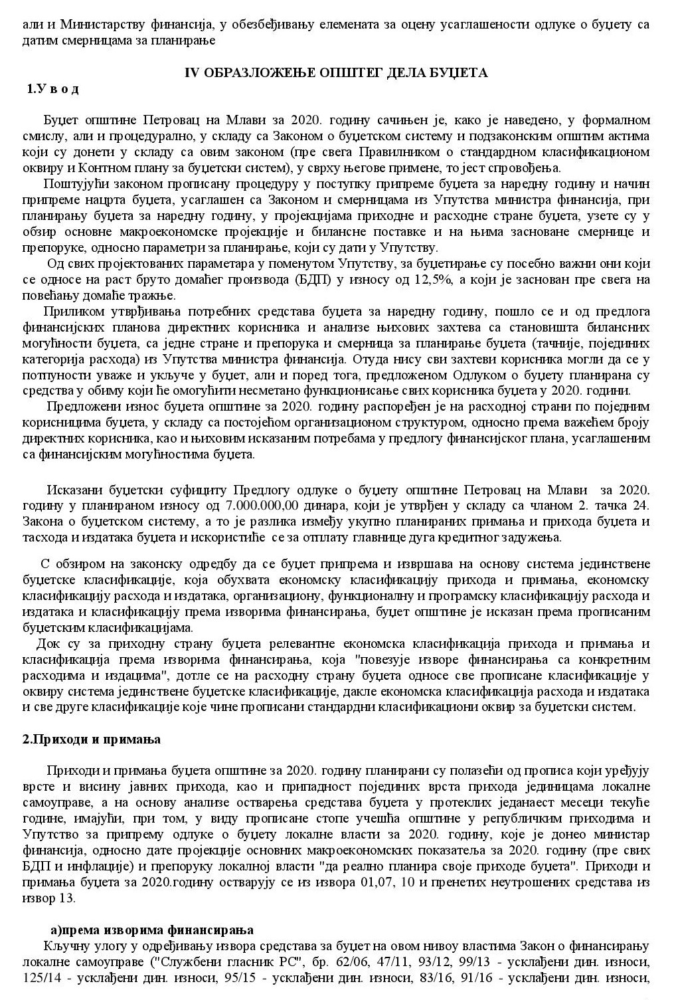 али и Министарству финансија, у обезбеђивању елемената за оцену усаглашености одлуке о буџету са
датим смерницама за планирање
IV ОБРАЗЛОЖЕЊЕ ОПШТЕГ ДЕЛА БУЏЕТА
1.У в о д
Буџет општине Петровац на Млави за 2020. годину сачињен је, како је наведено, у формалном
смислу, али и процедурално, у складу са Законом о буџетском систему и подзаконским општим актима
који су донети у складу са овим законом (пре свега Правилником о стандардном класификационом
оквиру и Контном плану за буџетски систем), у сврху његове примене, то јест спровођења.
Поштујући законом прописану процедуру у поступку припреме буџета за наредну годину и начин
припреме нацрта буџета, усаглашен са Законом и смерницама из Упутства министра финансија, при
планирању буџета за наредну годину, у пројекцијама приходне и расходне стране буџета, узете су у
обзир основне макроекономске пројекције и билансне поставке и на њима засноване смернице и
препоруке, односно параметри за планирање, који су дати у Упутству.
Од свих пројектованих параметара у поменутом Упутству, за буџетирање су посебно важни они који
се односе на раст бруто домаћег производа (БДП) у износу од 12,5%, а који је заснован пре свега на
повећању домаће тражње.
Приликом утврђивања потребних средстава буџета за наредну годину, пошло се и од предлога
финансијских планова директних корисника и анализе њихових захтева са становишта билансних
могућности буџета, са једне стране и препорука и смерница за планирање буџета (тачније, појединих
категорија расхода) из Упутства министра финансија. Отуда нису сви захтеви корисника могли да се у
потпуности уваже и укључе у буџет, али и поред тога, предложеном Одлуком о буџету планирана су
средства у обиму који ће омогућити несметано функционисање свих корисника буџета у 2020. години.
Предложени износ буџета општине за 2020. годину распоређен је на расходној страни по поједним
корисницима буџета, у складу са постојећом организационом структуром, односно према важећем броју
директних корисника, као и њиховим исказаним потребама у предлогу финансијског плана, усаглашеним
са финансијским могућностима буџета.
Исказани буџетски суфициту Предлогу одлуке о буџету општине Петровац на Млави за 2020.
годину у планираном износу од 7.000.000,00 динара, који је утврђен у складу са чланом 2. тачка 24.
Закона о буџетском систему, а то је разлика између укупно планираних примања и прихода буџета и
тасхода и издатака буџета и искористиће се за отплату главнице дуга кредитног задужења.
С обзиром на законску одредбу да се буџет припрема и извршава на основу система јединствене
буџетске класификације, која обухвата економску класификацију прихода и примања, економску
класификацију расхода и издатака, организациону, функционалну и програмску класификацију расхода и
издатака и класификацију према изворима финансирања, буџет општине је исказан према прописаним
буџетским класификацијама.
Док су за приходну страну буџета релевантне економска класификација прихода и примања и
класификација према изворима финансирања, која "повезује изворе финансирања са конкретним
расходима и издацима", дотле се на расходну страну буџета односе све прописане класификације у
оквиру система јединствене буџетске класификације, дакле економска класификација расхода и издатака
и све друге класификације које чине прописани стандардни класификациони оквир за буџетски систем.
2.Приходи и примања
Приходи и примања буџета општине за 2020. годину планирани су полазећи од прописа који уређују
врсте и висину јавних прихода, као и припадност појединих врста прихода јединицама локалне
самоуправе, а на основу анализе остварења средстава буџета у протеклих једанаест месеци текуће
године, имајући, при том, у виду прописане стопе учешћа општине у републичким приходима и
Упутство за припрему одлуке о буџету локалне власти за 2020. годину, које је донео министар
финансија, односно дате пројекције основних макроекономских показатеља за 2020. годину (пре свих
БДП и инфлације) и препоруку локалној власти "да реално планира своје приходе буџета". Приходи и
примања буџета за 2020.годину остварују се из извора 01,07, 10 и пренетих неутрошених средстава из
извор 13.
а)према изворима финансирања
Кључну улогу у одређивању извора средстава за буџет на овом нивоу властима Закон о финансирању
локалне самоуправе ("Службени гласник РС", бр. 62/06, 47/11, 93/12, 99/13 - усклађени дин. износи,
125/14 - усклађени дин. износи, 95/15 - усклађени дин. износи, 83/16, 91/16 - усклађени дин. износи,